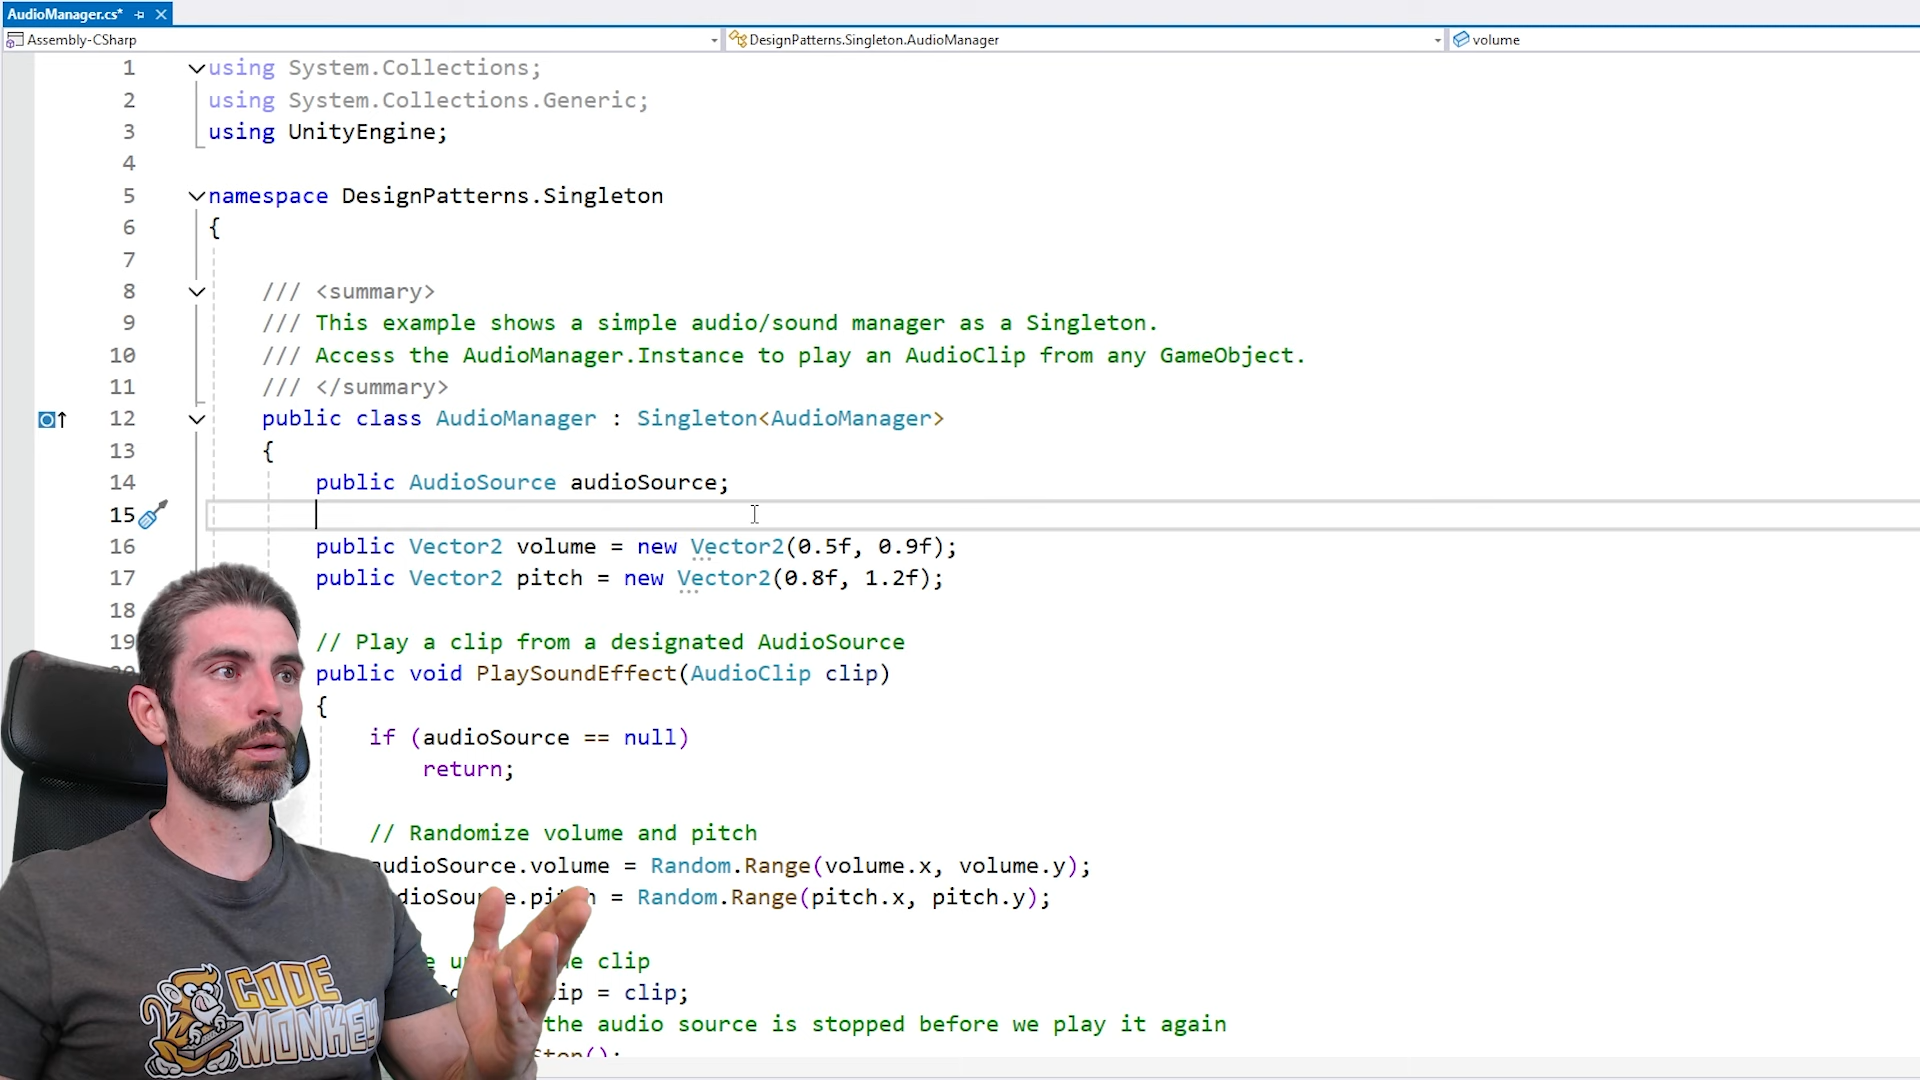 AudioManager.cs*
Assembly-CSharp
DesignPatterns.Singleton.AudioManager
volume
1 using System.Collections;
2 using System.Collections.Generic;
3 using UnityEngine;
4
5 namespace DesignPatterns.Singleton
6 {
7
8 /// <summary>
9 /// This example shows a simple audio/sound manager as a Singleton.
10 /// Access the AudioManager.Instance to play an AudioClip from any GameObject.
11 /// </summary>
12 public class AudioManager : Singleton<AudioManager>
13 {
14 public AudioSource audioSource;
15
16 public Vector2 volume = new Vector2(0.5f, 0.9f);
17 public Vector2 pitch = new Vector2(0.8f, 1.2f);
18
19 // Play a clip from a designated AudioSource
public void PlaySoundEffect(AudioClip clip)
{
if (audioSource == null)
return;
// Randomize volume and pitch
audioSource.volume = Random.Range(volume.x, volume.y);
= Random.Range(pitch.x, pitch.y);
clip
= clip;
the audio source is stopped before we play it again
CODE
MONKEY